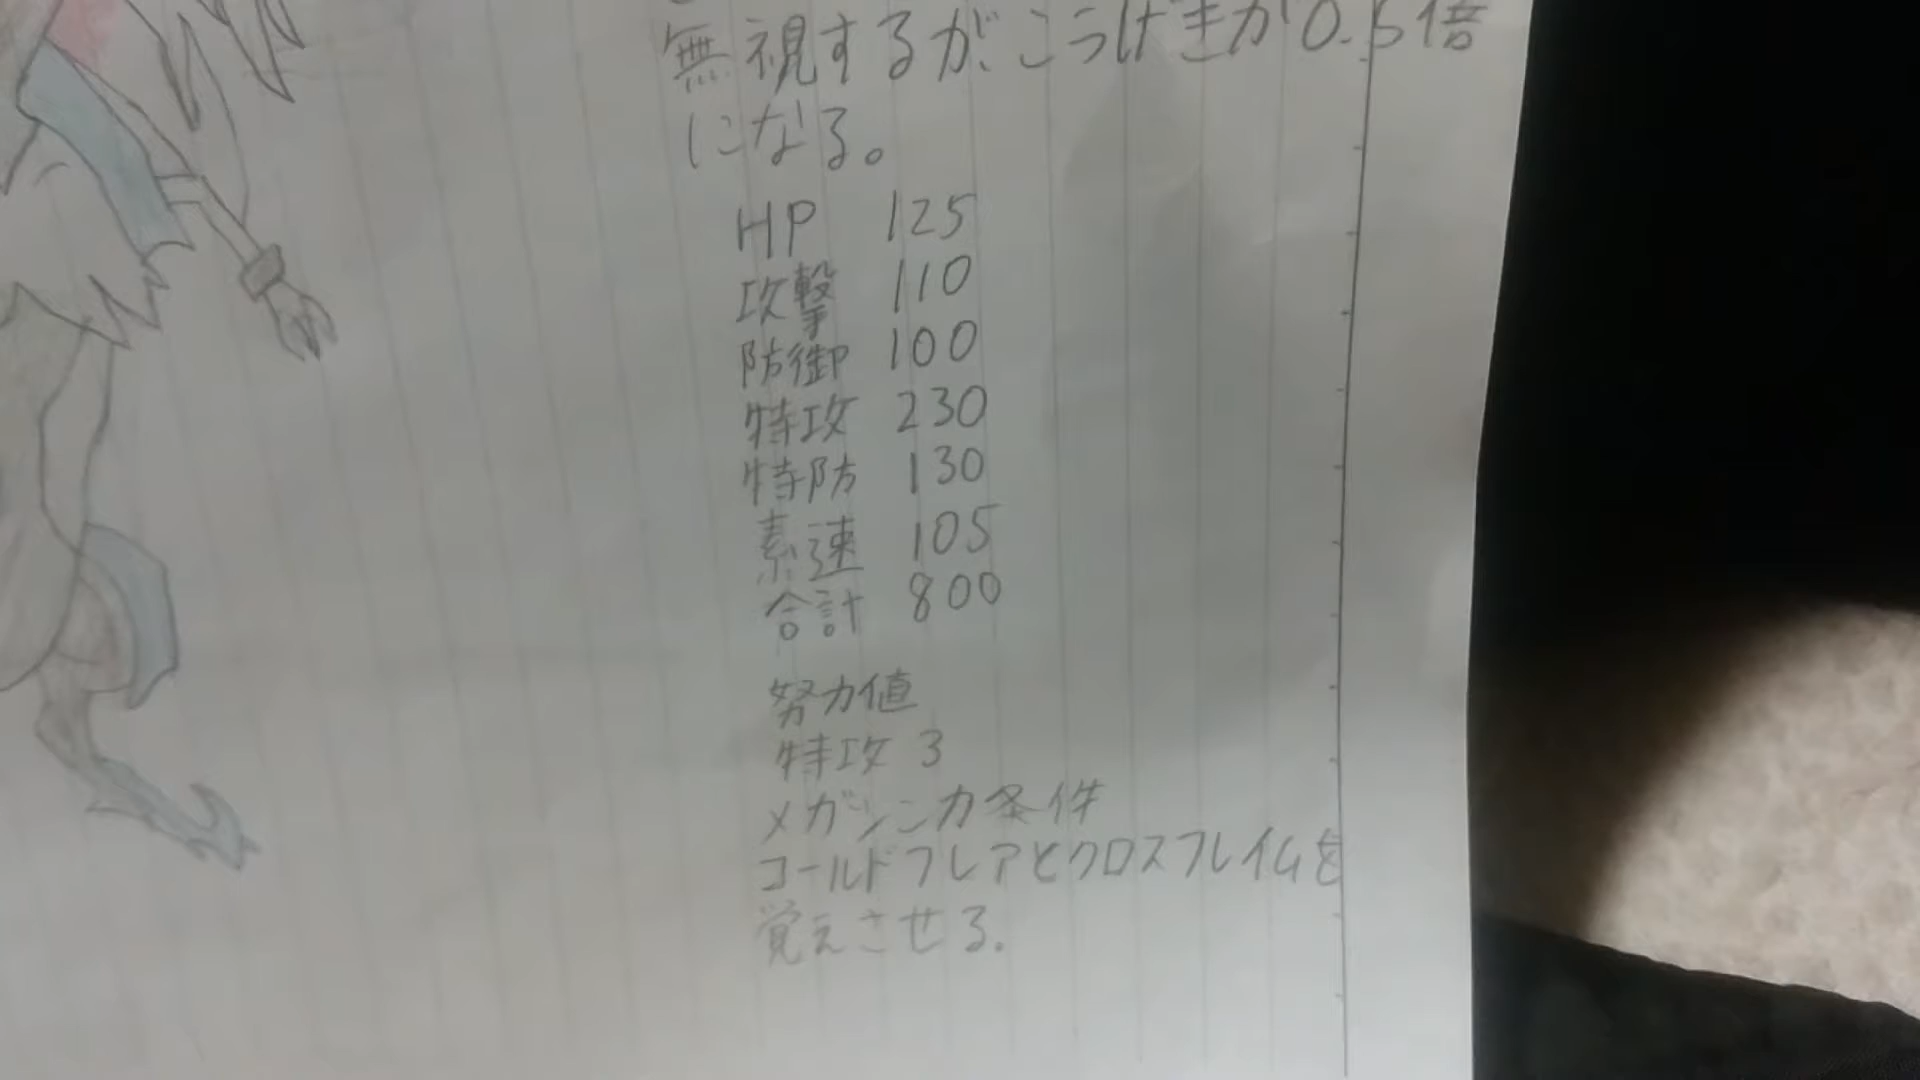 無視するが、こうげきが0.5倍
になる。
HP 125
攻撃 110
防御 100
特攻 230
特防 130
素速 105
合計 800
努力値
特攻 3
メガシンカ条件
コールドフレアとクロスフレイムを
覚えさせる.